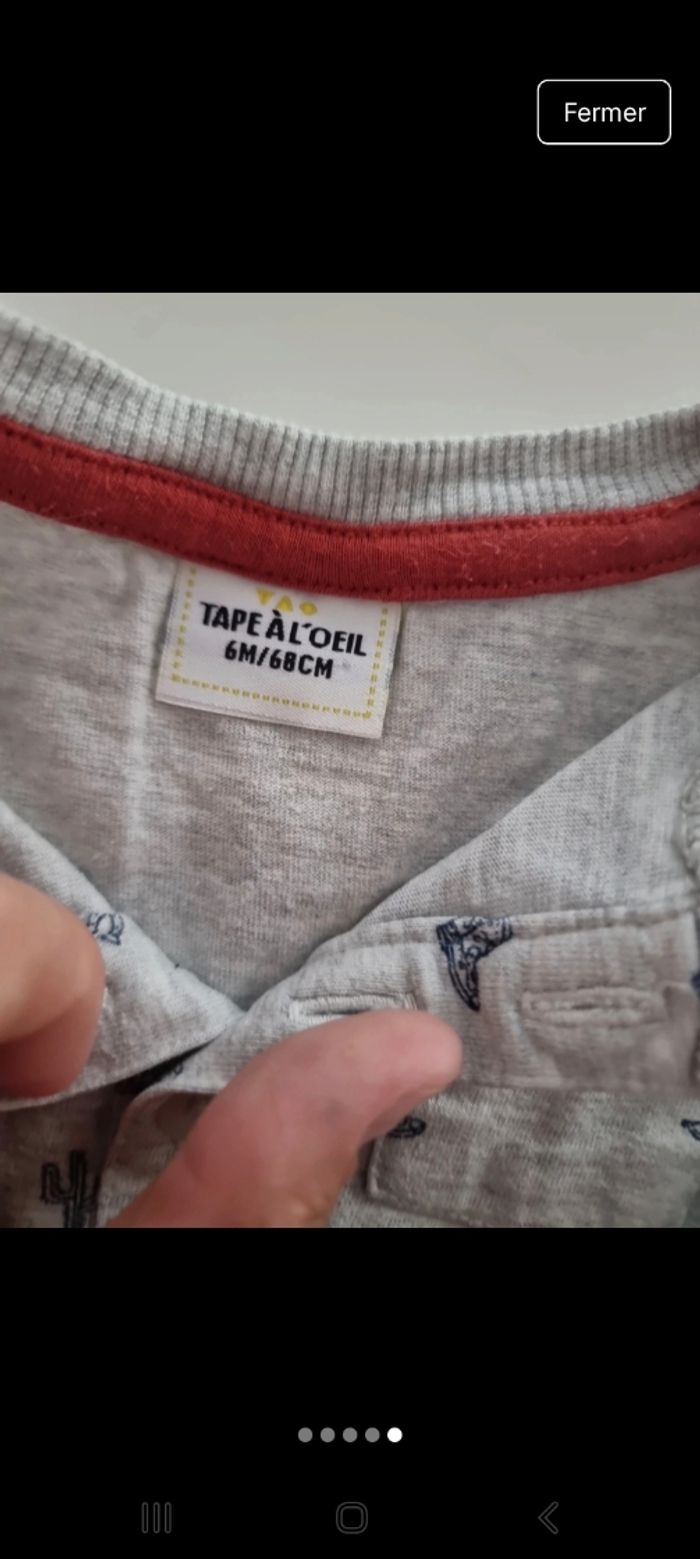 Fermer
TAO
TAPE À L'OEIL
6M/68CM